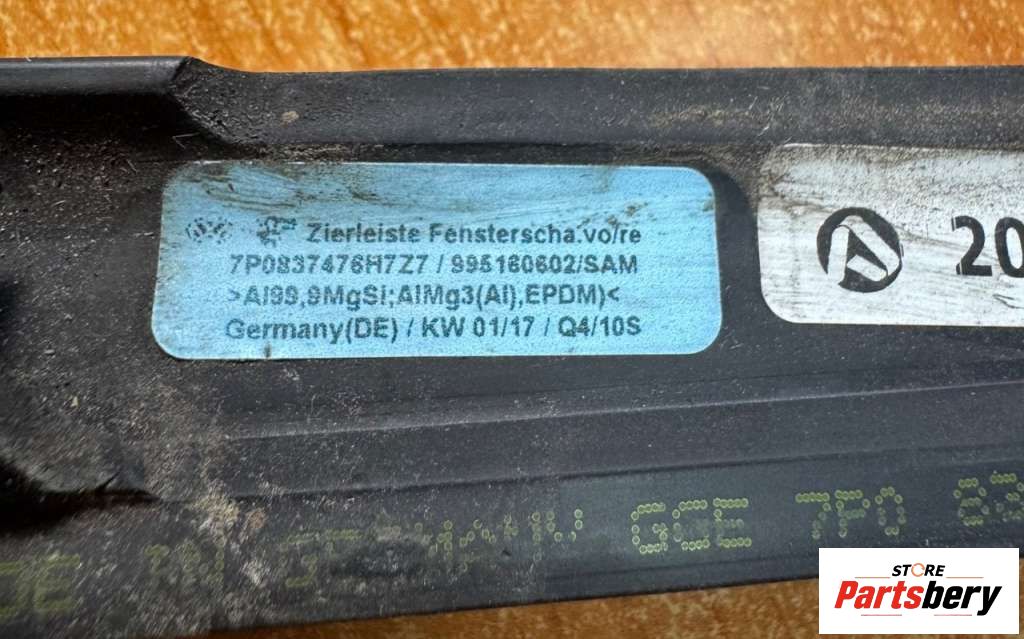 Zierleiste Fensterscha.vo/re
7P0837476H7Z7 / 995160602/SAM
>Al99,9MgSi;AlMg3(Al),EPDM)<
Germany(DE) / KW 01/17 / Q4/10S
20
GCE 7P0
STORE
Partsbery